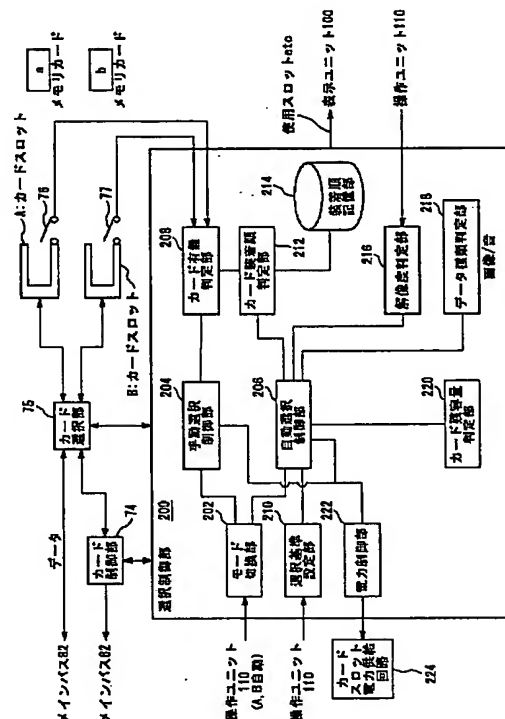 a
メモリカード
b
メモリカード
A:カードスロット
76
77
B:カードスロット
75
カード
選択部
データ
メインバス82
74
カード
制御部
メインバス82
選択制御部
200
使用スロットetc
表示ユニット100
操作ユニット110
208
カード有無
判定部
214
装着順
記憶部
212
カード装着順
判定部
204
手動選択
制御部
206
自動選択
制御部
216
解像度判定部
218
データ種類判定部
画像/音
220
カード残容量
判定部
202
モード
切換部
210
選択基準
設定部
222
電力制御部
操作ユニット
110
(A,B自動)
操作ユニット
110
カード
スロット
電力供給
回部
224